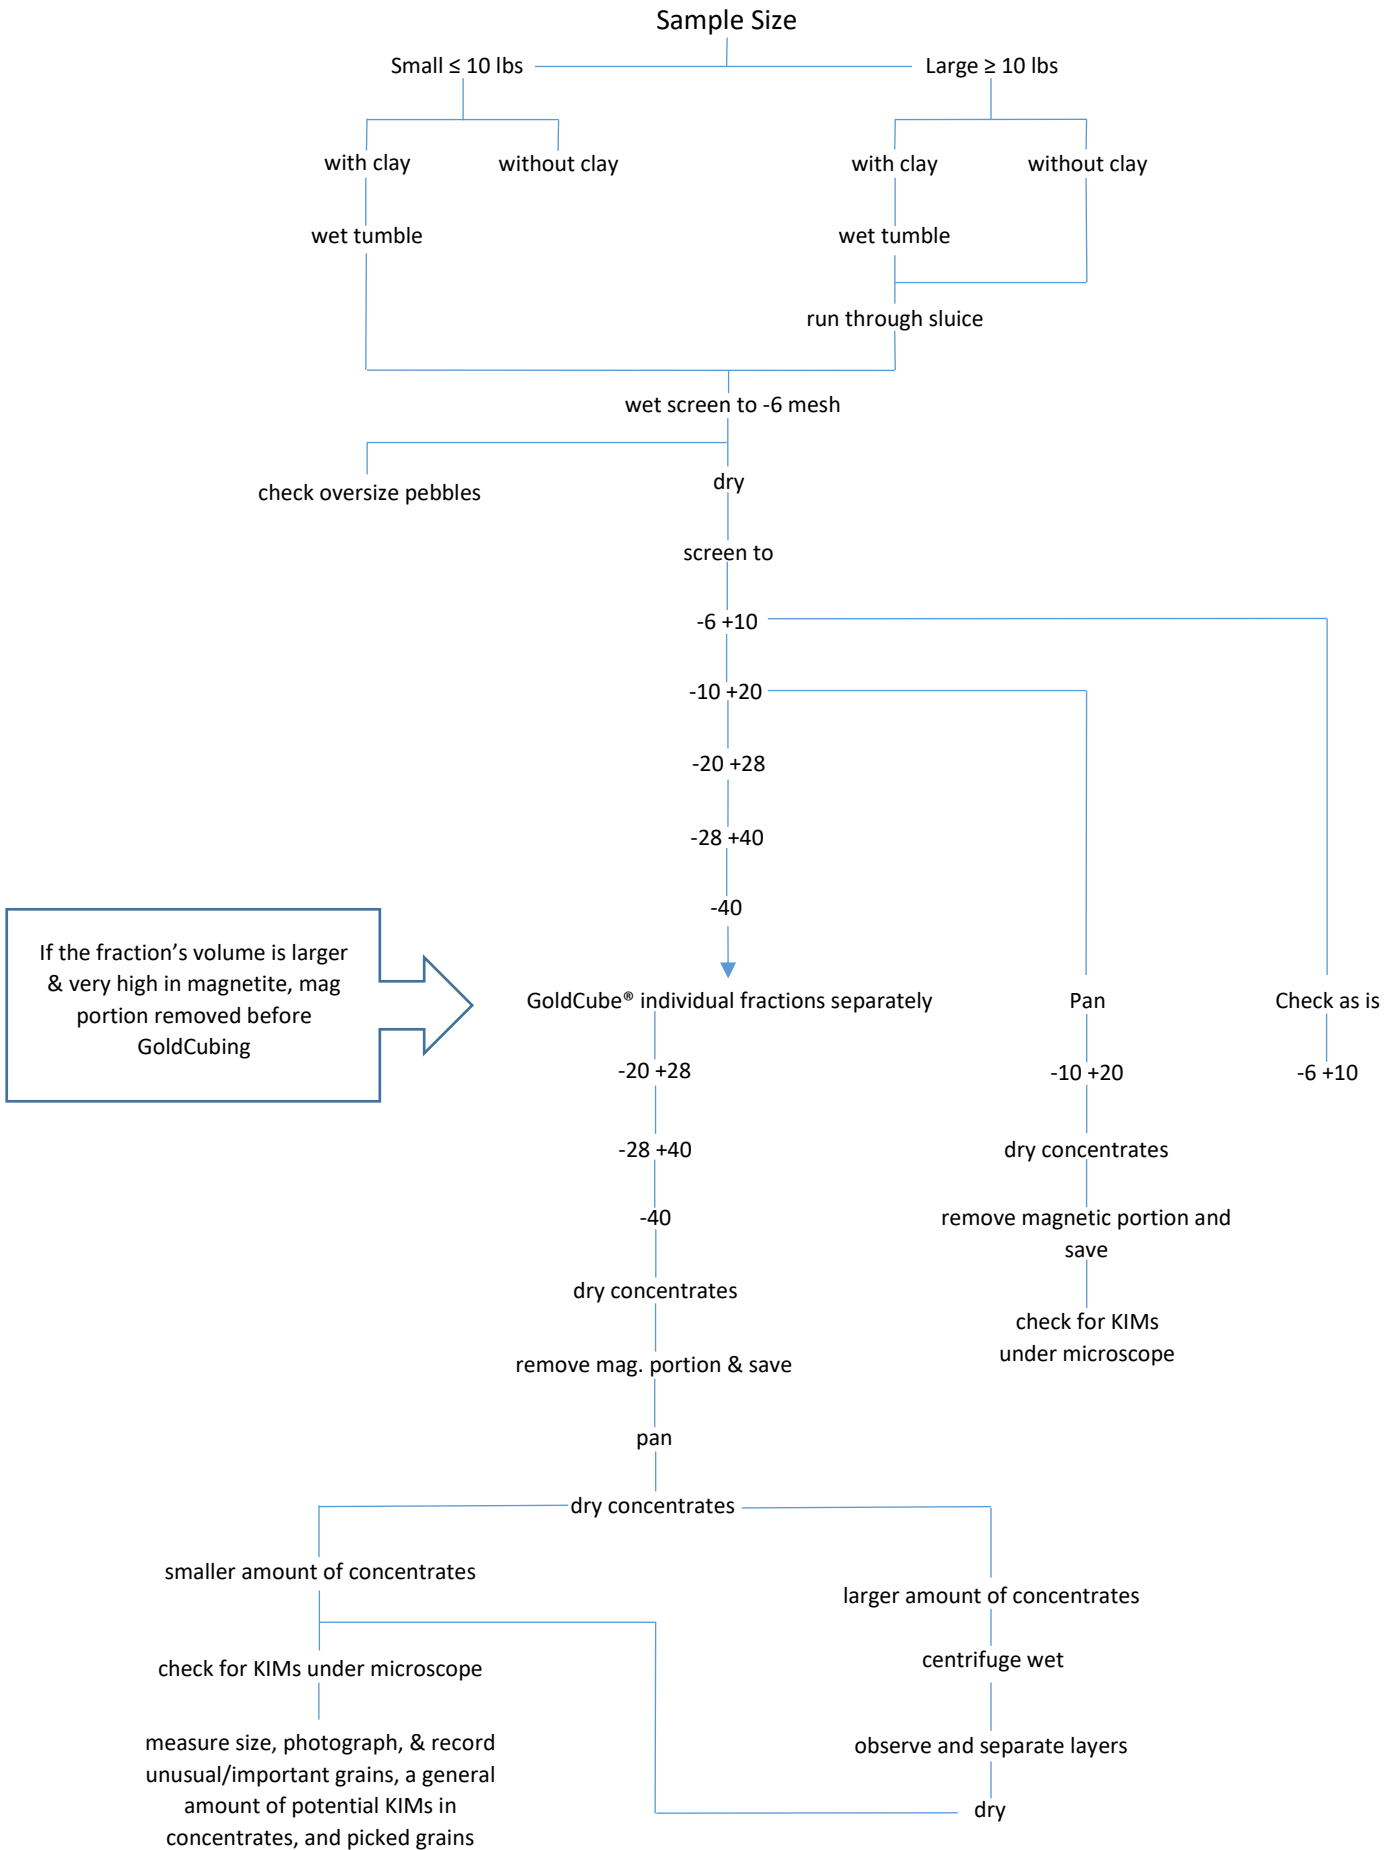 Sample Size
Small ≤ 10 lbs
Large ≥ 10 lbs
with clay
without clay
with clay
without clay
wet tumble
wet tumble
run through sluice
wet screen to -6 mesh
check oversize pebbles
dry
screen to
-6 +10
-10 +20
-20 +28
-28 +40
-40
If the fraction’s volume is larger
& very high in magnetite, mag
portion removed before
GoldCubing
GoldCube® individual fractions separately
Pan
Check as is
-20 +28
-10 +20
-6 +10
-28 +40
dry concentrates
-40
remove magnetic portion and
save
dry concentrates
check for KIMs
under microscope
remove mag. portion & save
pan
dry concentrates
smaller amount of concentrates
larger amount of concentrates
check for KIMs under microscope
centrifuge wet
measure size, photograph, & record
unusual/important grains, a general
amount of potential KIMs in
concentrates, and picked grains
observe and separate layers
dry